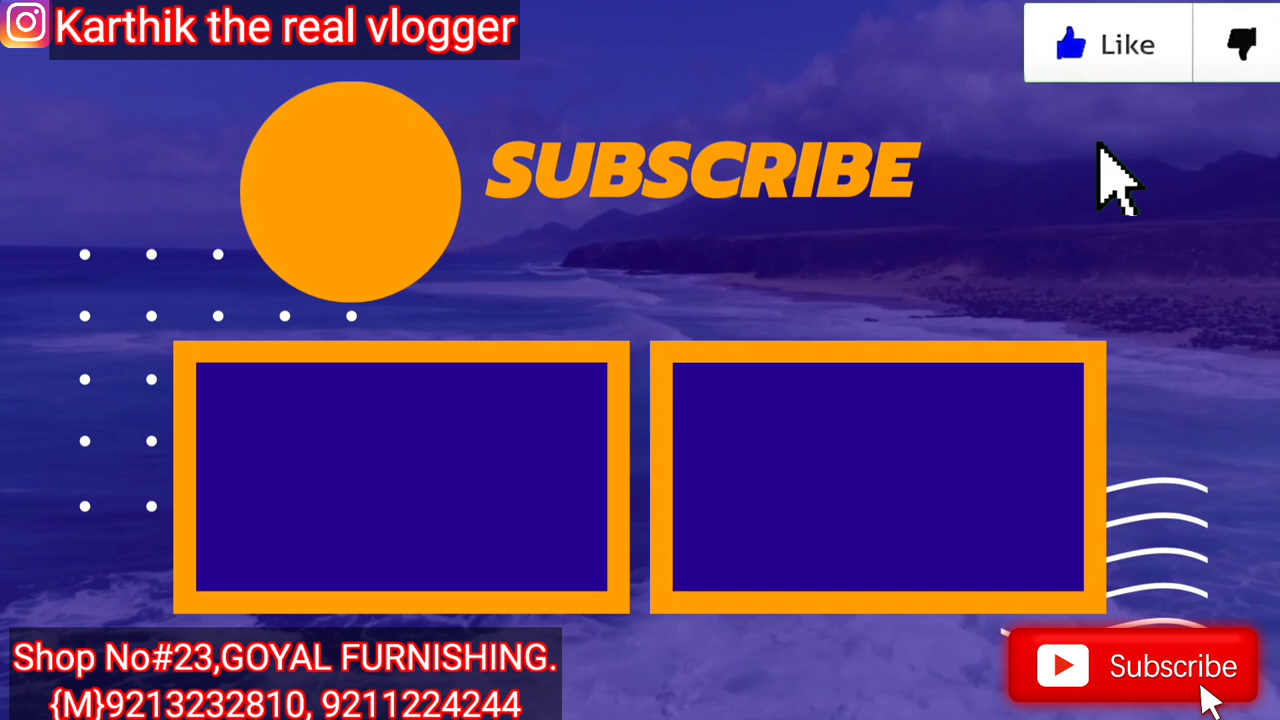 Karthik the real vlogger
Like
SUBSCRIBE
Shop No#23,GOYAL FURNISHING.
{M}9213232810, 9211224244
Subscribe